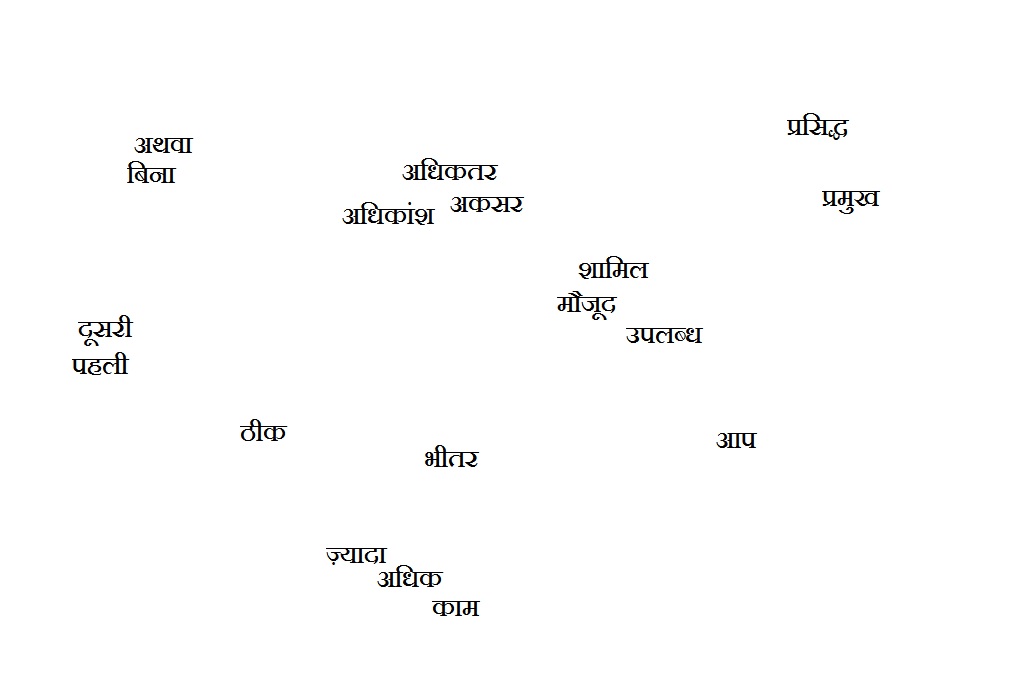 प्रसिद्ध
अथवा
बिना
अधिकतर
प्रमुख
अकसर
अधिकांश
शामिल
मौजूद
दूसरी
उपलब्ध
पहली
ठीक
आप
भीतर
ज़्यादा
अधिक
काम